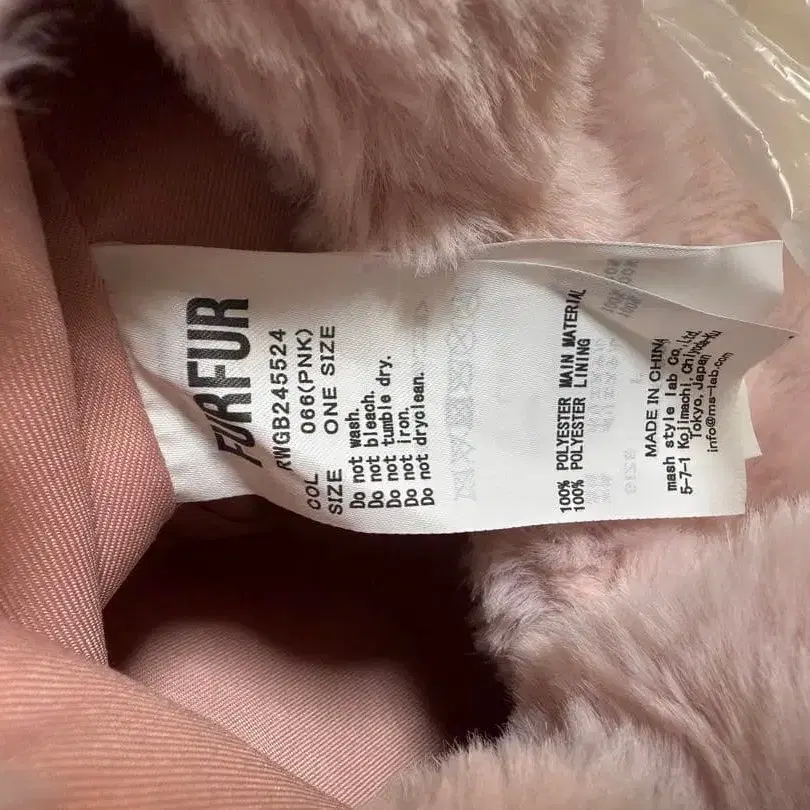 FURFUR
RWGB245524
COL 066(PNK)
SIZE ONE SIZE
Do not wash.
Do not bleach.
Do not tumble dry.
Do not iron.
Do not dryclean.
100% POLYESTER MAIN MATERIAL
100% POLYESTER LINING
MADE IN CHINA
mash style lab Co.,Ltd.
5-7-1 Kojimachi, Chiyoda-Ku
Tokyo, Japan
info@ms-lab.com